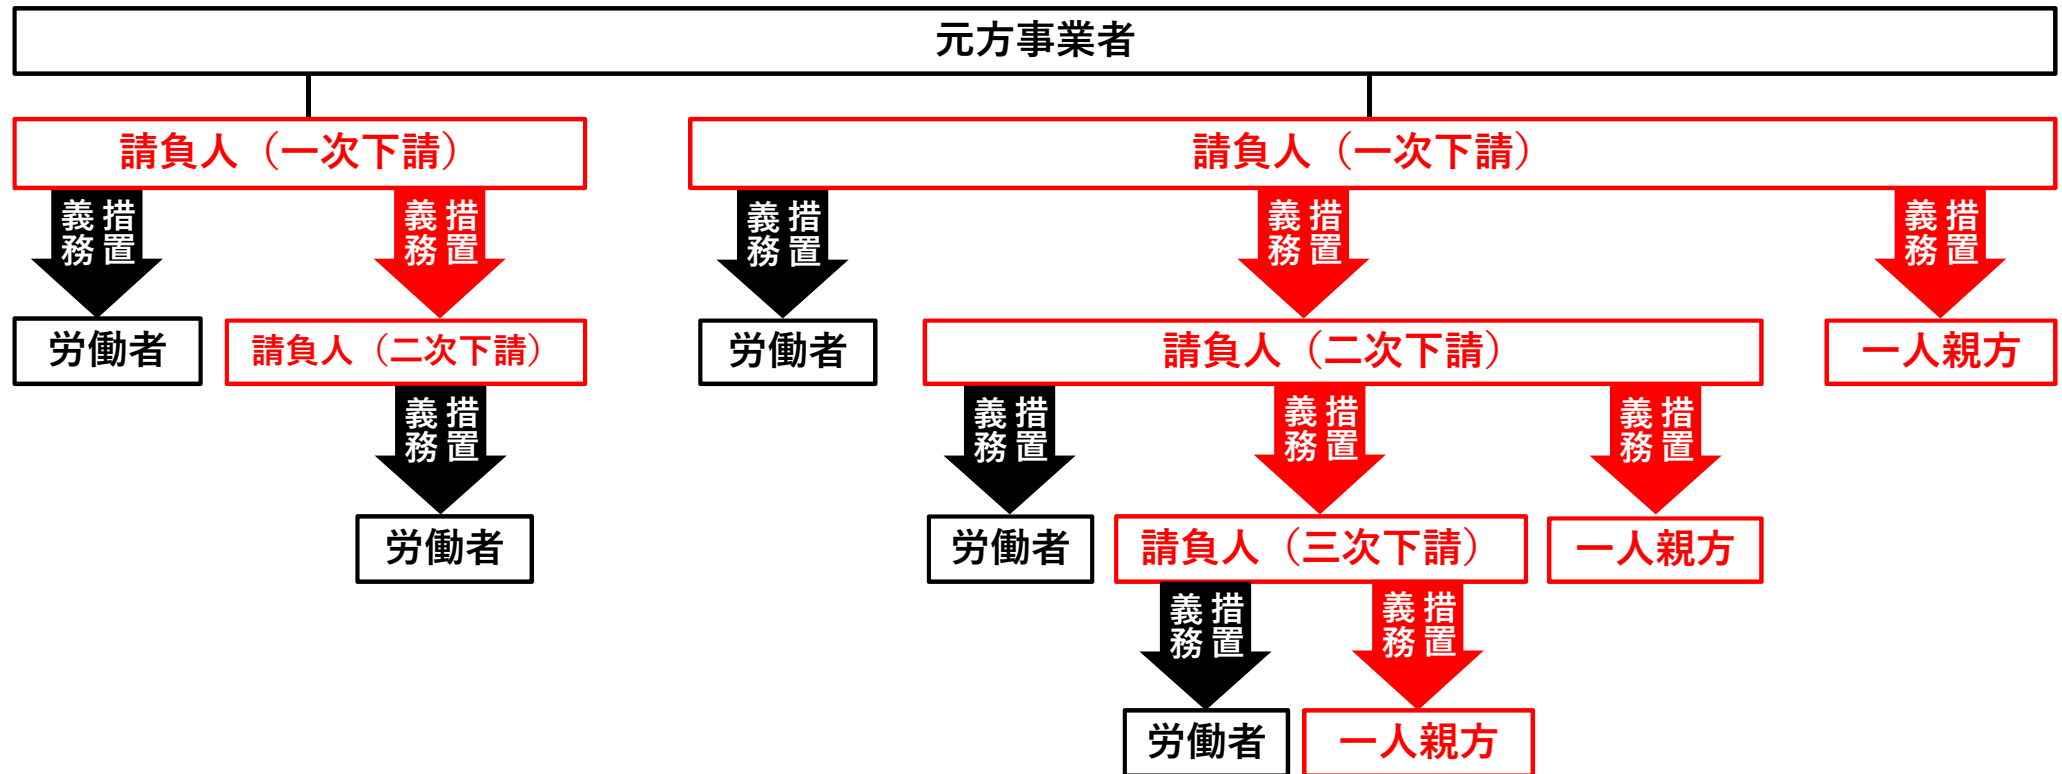 元方事業者
請負人（一次下請）
請負人（一次下請）
措置
義務
措置
義務
措置
義務
措置
義務
措置
義務
労働者
請負人（二次下請）
労働者
請負人（二次下請）
一人親方
措置
義務
措置
義務
措置
義務
措置
義務
労働者
労働者
請負人（三次下請）
一人親方
措置
義務
措置
義務
労働者
一人親方